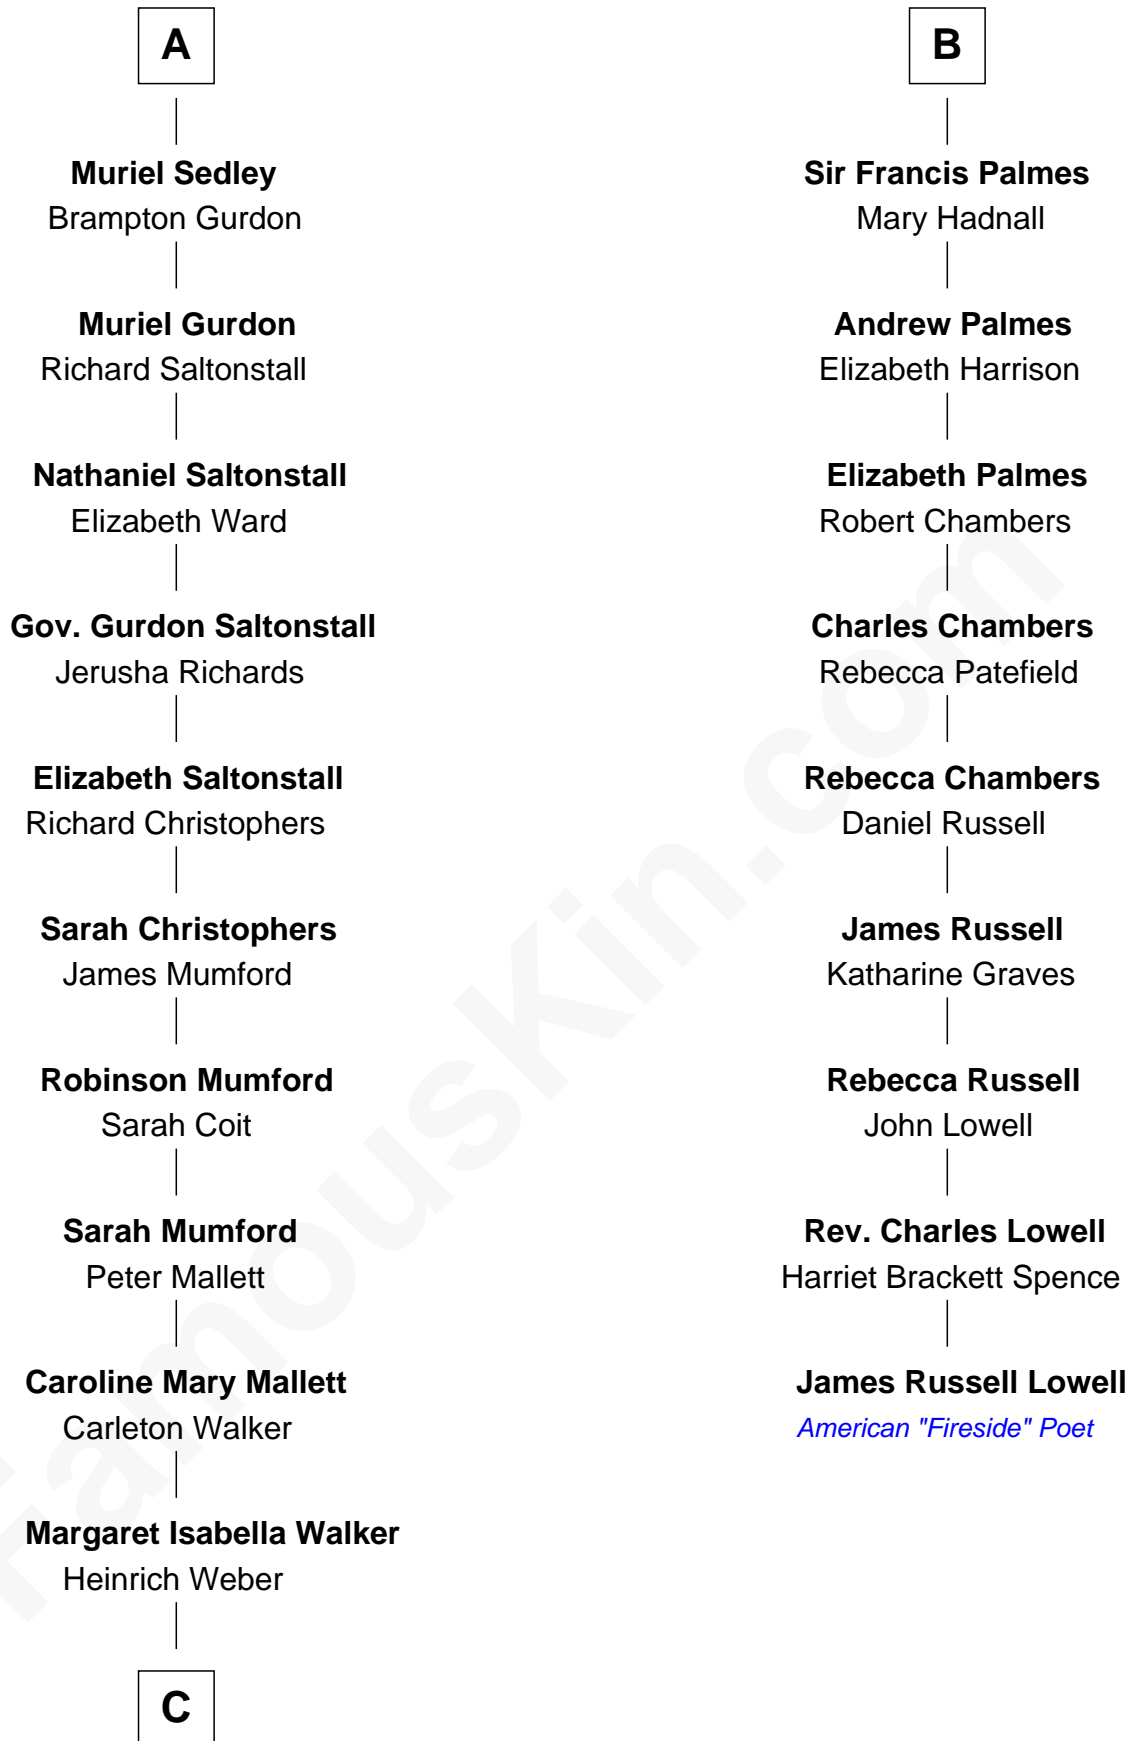 A
Muriel Sedley
Brampton Gurdon
Muriel Gurdon
Richard Saltonstall
Nathaniel Saltonstall
Elizabeth Ward
Gov. Gurdon Saltonstall
Jerusha Richards
Elizabeth Saltonstall
Richard Christophers
Sarah Christophers
James Mumford
Robinson Mumford
Sarah Coit
Sarah Mumford
Peter Mallett
Caroline Mary Mallett
Carleton Walker
Margaret Isabella Walker
Heinrich Weber
C
B
Sir Francis Palmes
Mary Hadnall
Andrew Palmes
Elizabeth Harrison
Elizabeth Palmes
Robert Chambers
Charles Chambers
Rebecca Patefield
Rebecca Chambers
Daniel Russell
James Russell
Katharine Graves
Rebecca Russell
John Lowell
Rev. Charles Lowell
Harriet Brackett Spence
James Russell Lowell
American "Fireside" Poet
FamousKin.com